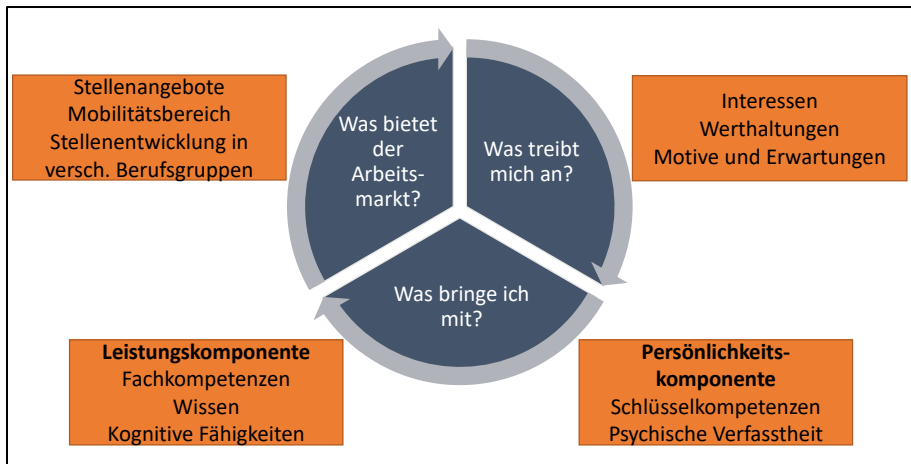 Stellenangebote
Mobilitätsbereich
Stellenentwicklung in
versch. Berufsgruppen
Was bietet
der
Arbeits-
markt?
Was treibt
mich an?
Interessen
Werthaltungen
Motive und Erwartungen
Was bringe ich
mit?
Leistungskomponente
Fachkompetenzen
Wissen
Kognitive Fähigkeiten
Persönlichkeits-
komponente
Schlüsselkompetenzen
Psychische Verfasstheit